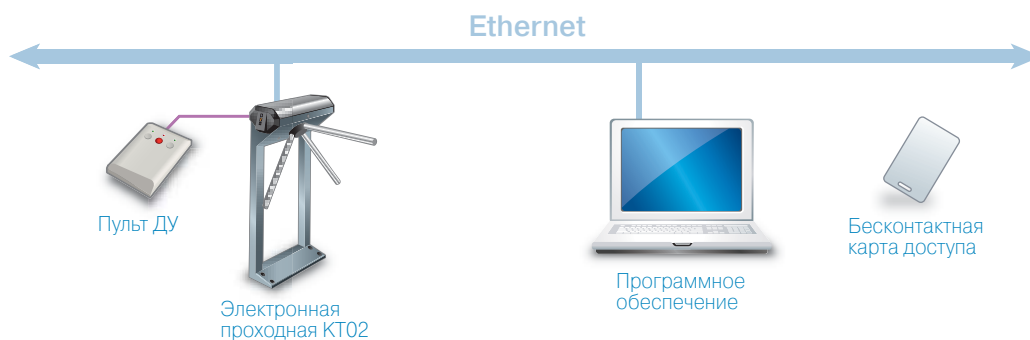 Ethernet
Пульт ДУ
Электронная
проходная КТ02
Программное
обеспечение
Бесконтактная
карта доступа